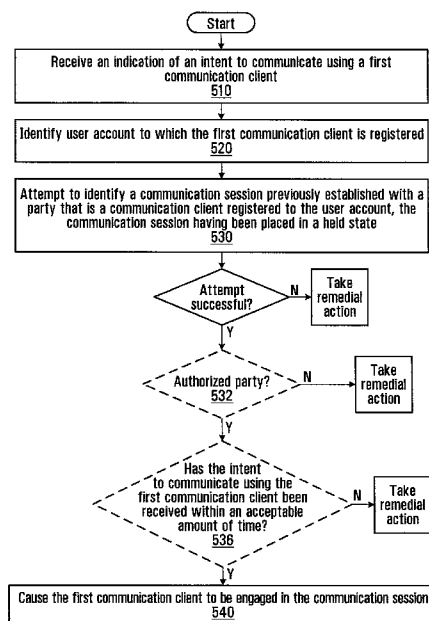 Start
Receive an indication of an intent to communicate using a first
communication client
510
Identify user account to which the first communication client is registered
520
Attempt to identify a communication session previously established with a
party that is a communication client registered to the user account, the
communication session having been placed in a held state
530
Attempt
successful?
N
Take
remedial
action
Y
Authorized party?
532
N
Take
remedial
action
Y
Has the intent
to communicate using the
first communication client been
received within an acceptable
amount of time?
536
N
Take
remedial
action
Y
Cause the first communication client to be engaged in the communication session
540